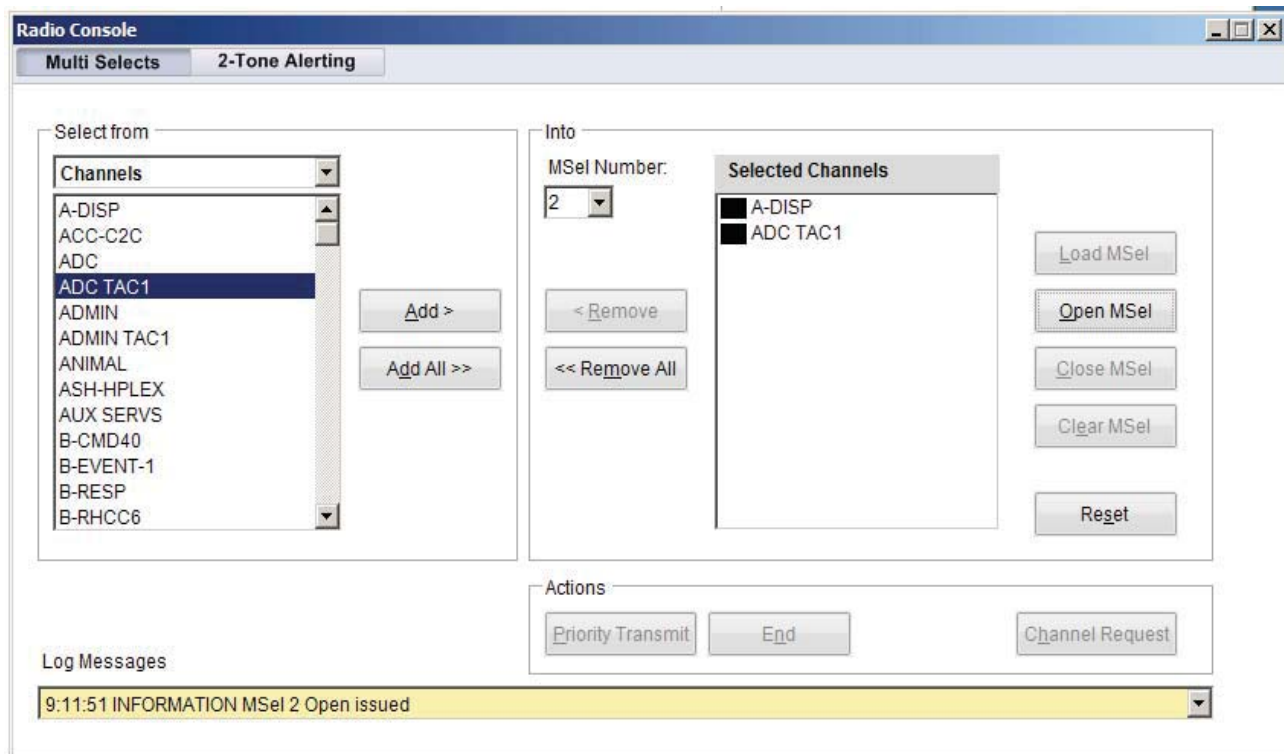 Radio Console
Multi Selects
2-Tone Alerting
Select from
Channels
A-DISP
ACC-C2C
ADC
ADC TAC1
ADMIN
ADMIN TAC1
ANIMAL
ASH-HPLEX
AUX SERVS
B-CMD40
B-EVENT-1
B-RESP
B-RHCC6
Add >
Add All >>
Into
MSel Number:
2
< Remove
<< Remove All
Selected Channels
A-DISP
ADC TAC1
Load MSel
Open MSel
Close MSel
Clear MSel
Reset
Actions
Priority Transmit
End
Channel Request
Log Messages
9:11:51 INFORMATION MSel 2 Open issued